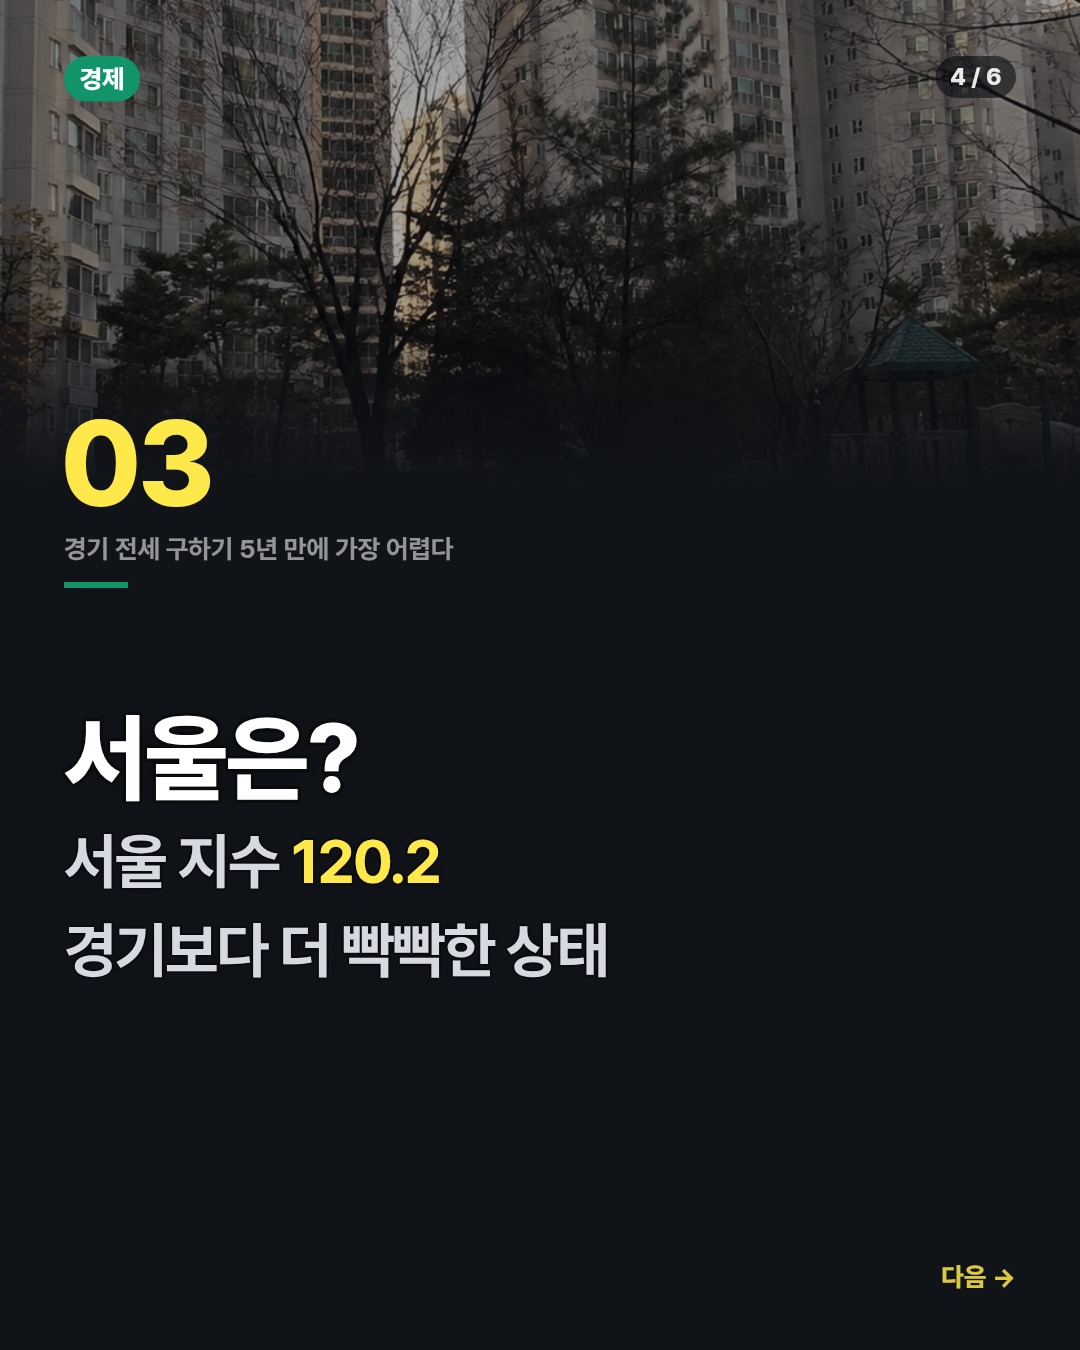 경제
4 / 6
03
경기 전세 구하기 5년 만에 가장 어렵다
서울은?
서울 지수 120.2
경기보다 더 빡빡한 상태
다음 →